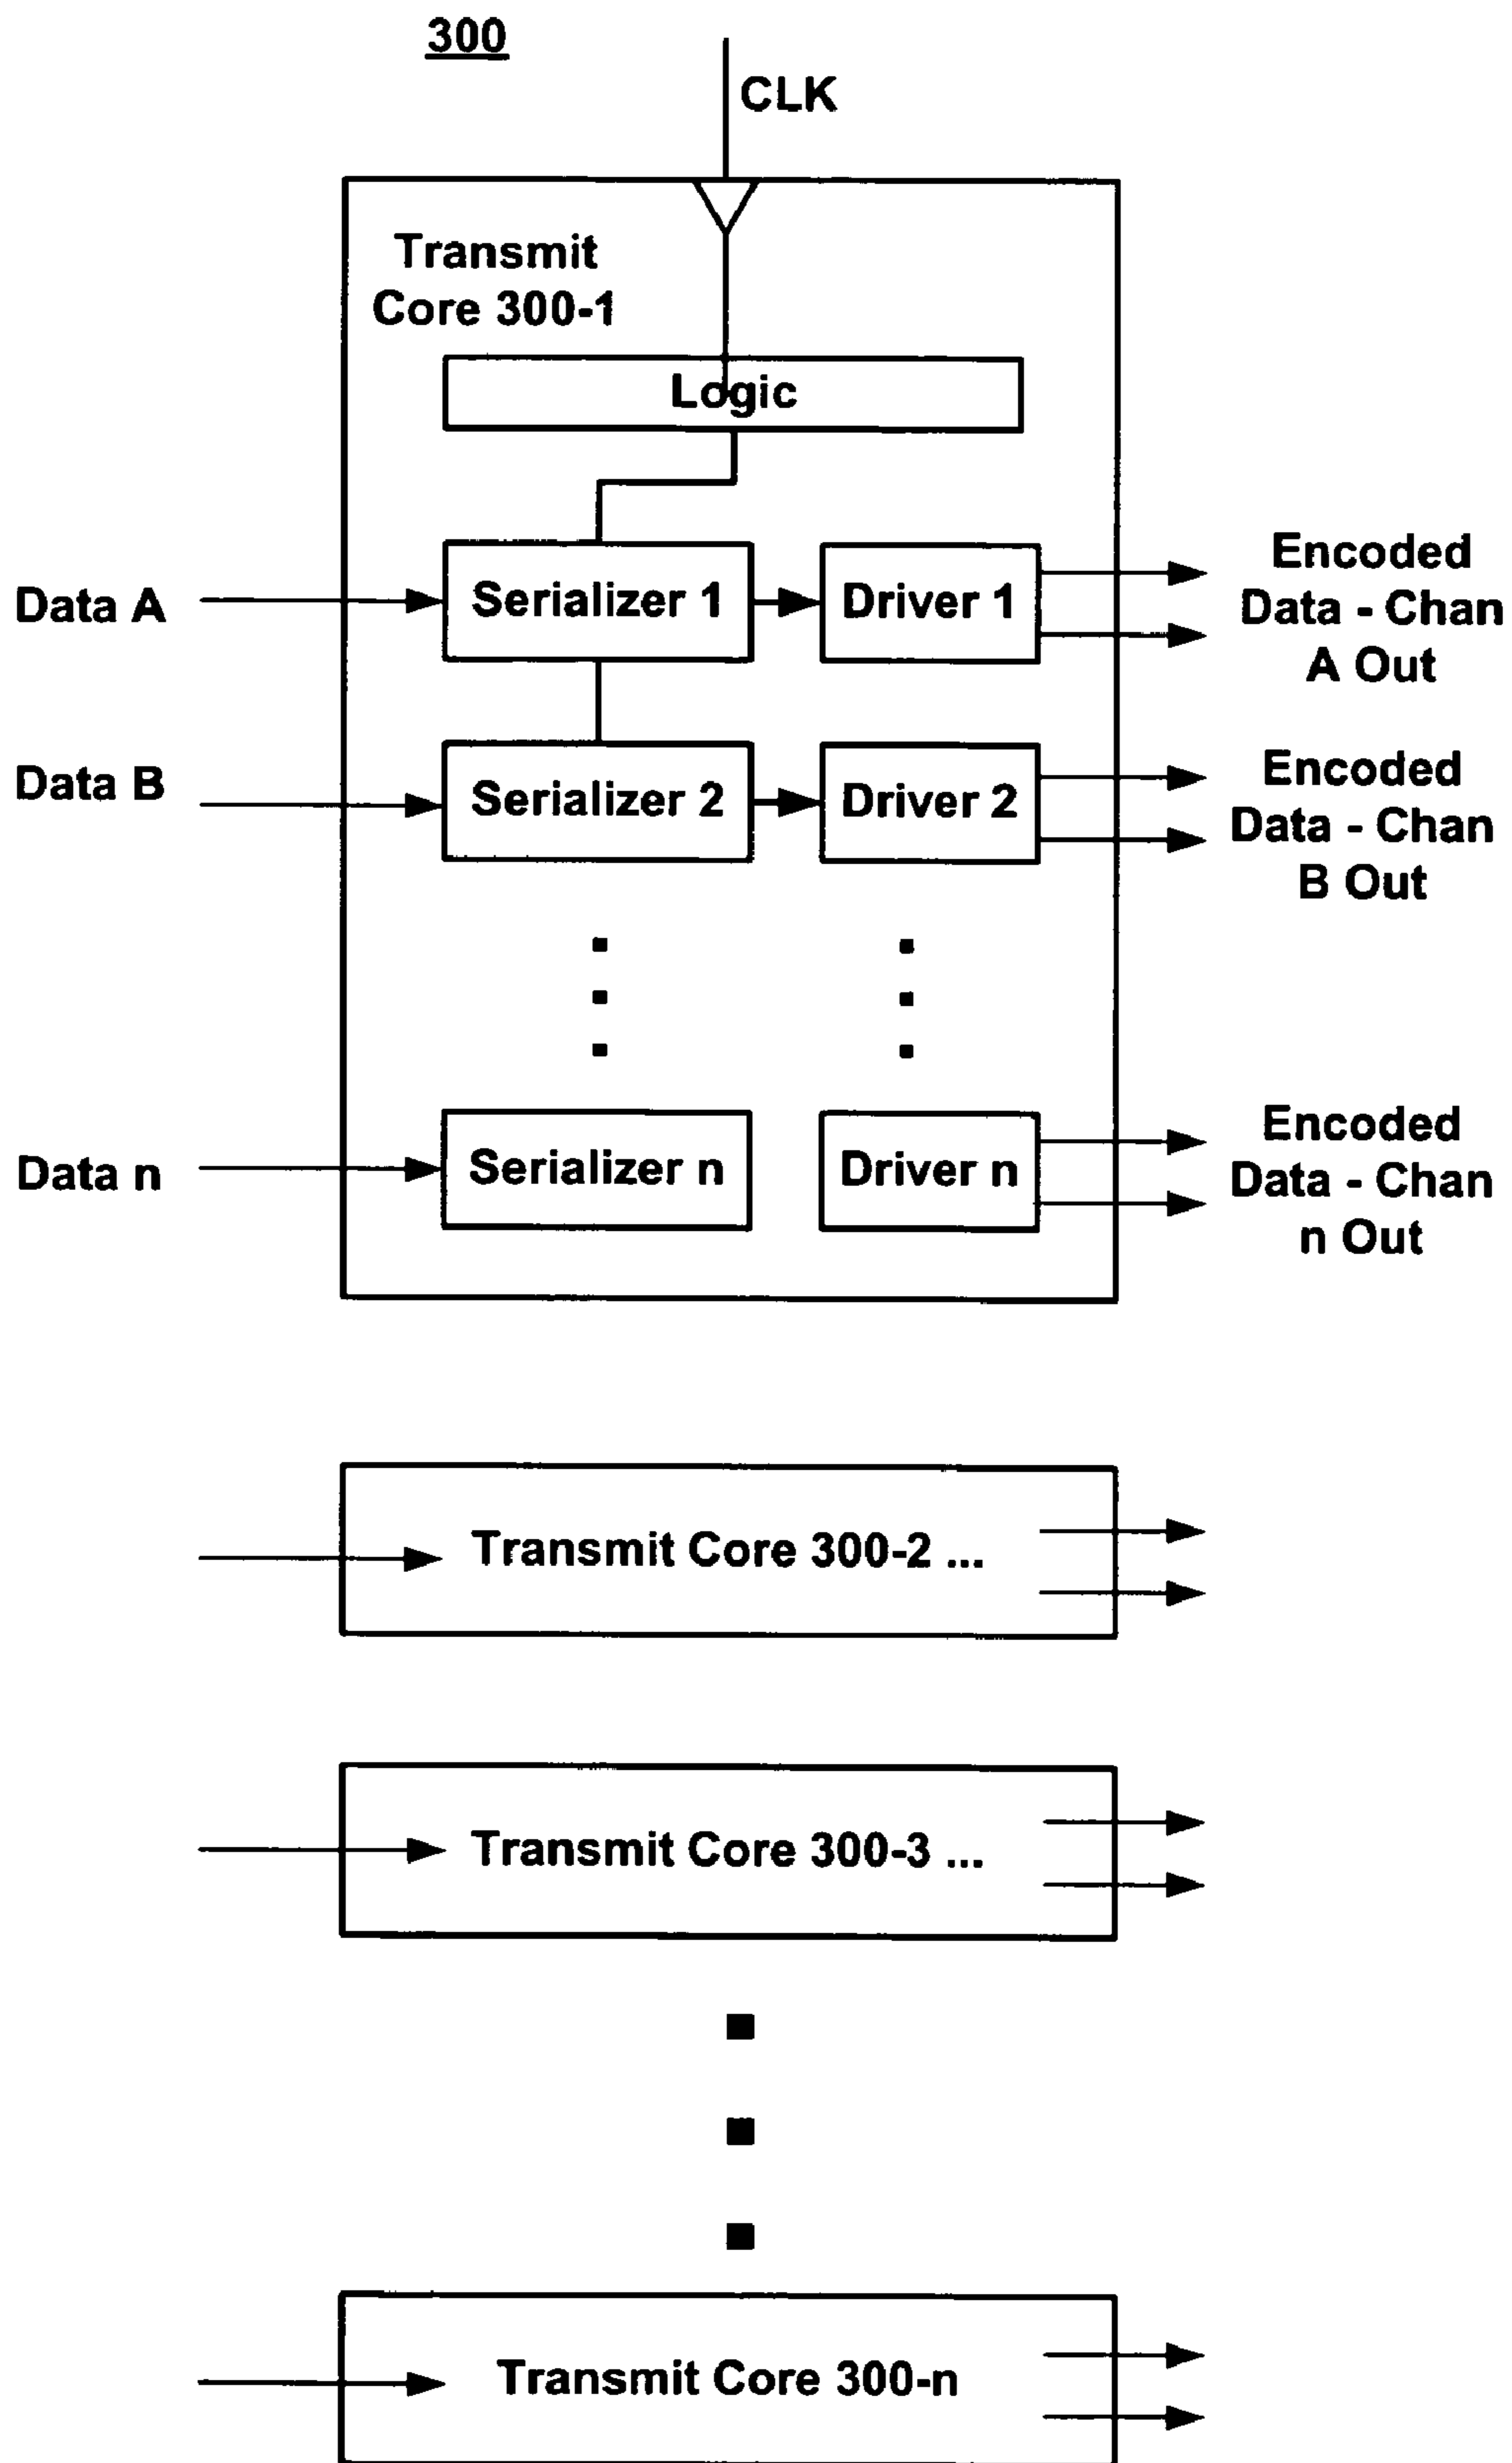 300
CLK
Transmit
Core 300-1
Logic
Data A
Serializer 1
Driver 1
Encoded
Data - Chan
A Out
Data B
Serializer 2
Driver 2
Encoded
Data - Chan
B Out
Data n
Serializer n
Driver n
Encoded
Data - Chan
n Out
Transmit Core 300-2 ...
Transmit Core 300-3 ...
Transmit Core 300-n